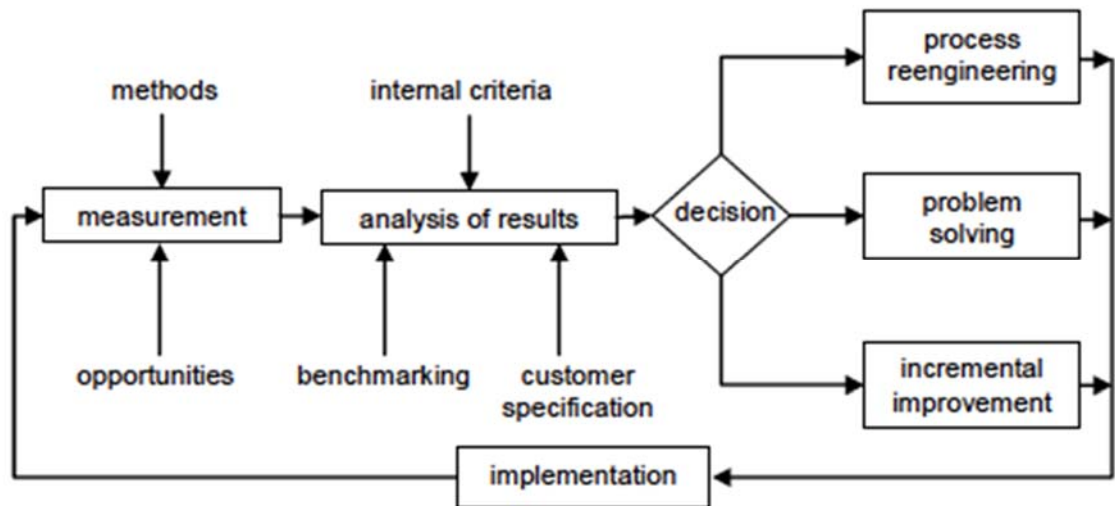 process
reengineering
methods
internal criteria
measurement
analysis of results
decision
problem
solving
opportunities
benchmarking
customer
specification
incremental
improvement
implementation